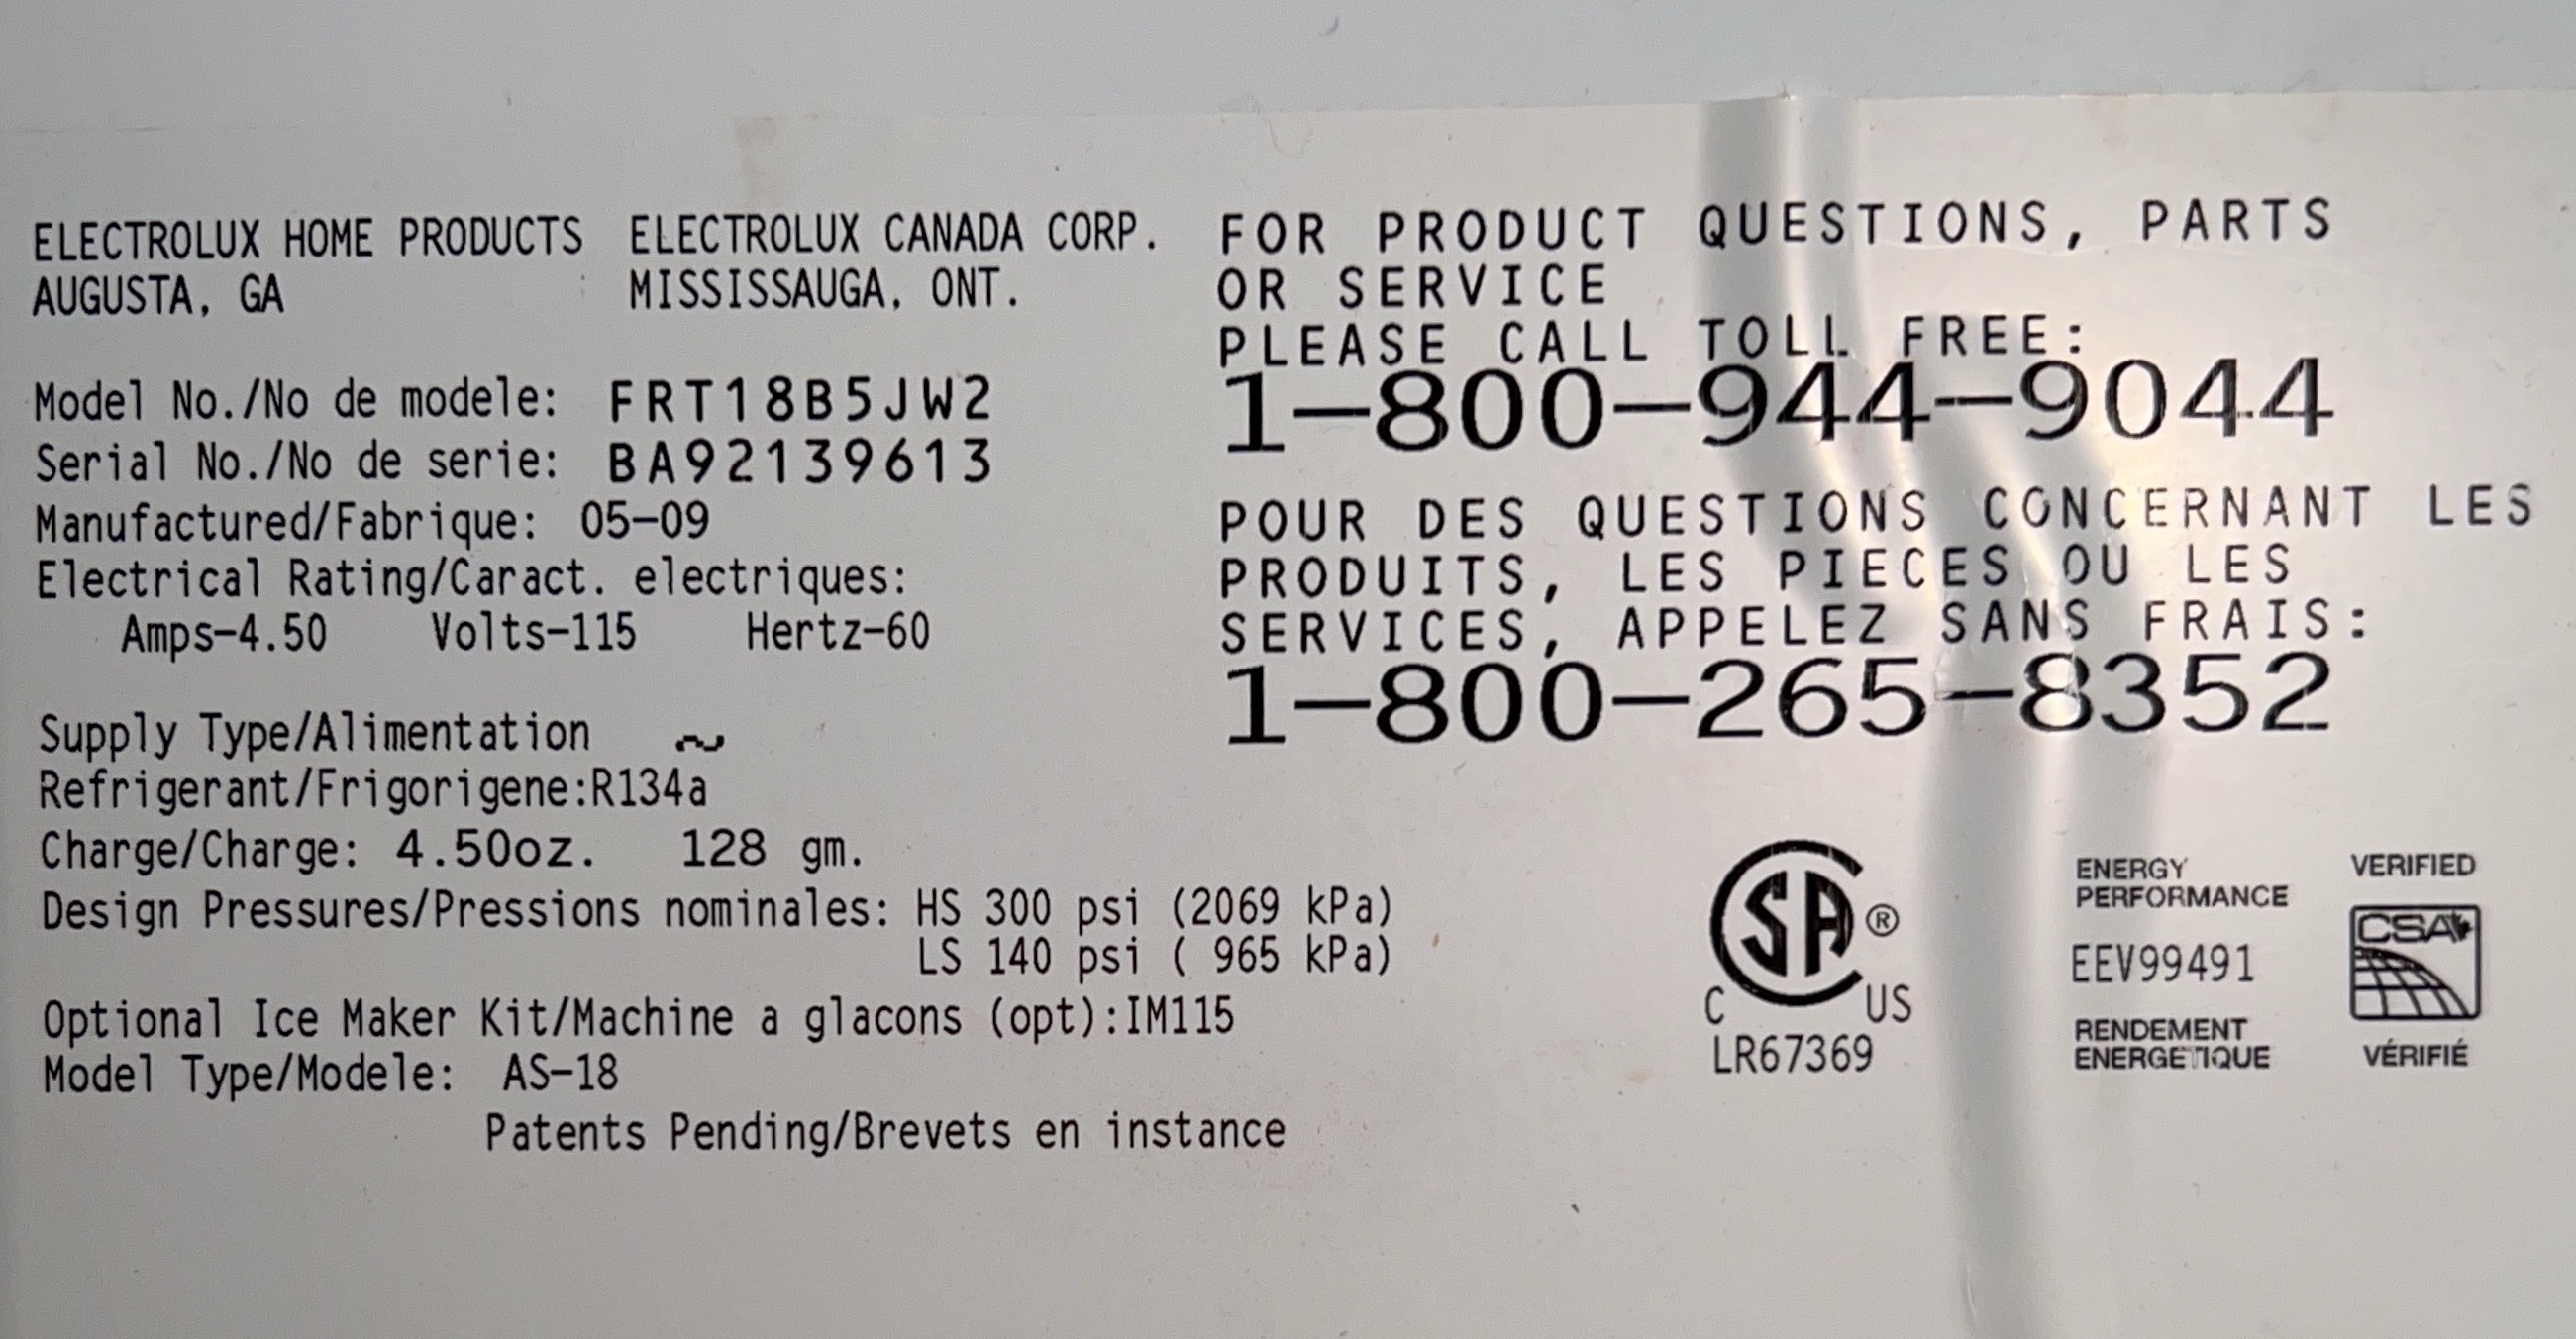 ELECTROLUX HOME PRODUCTS ELECTROLUX CANADA CORP.
AUGUSTA, GA MISSISSAUGA, ONT.
Model No./No de modele: FRT18B5JW2
Serial No./No de serie: BA92139613
Manufactured/Fabrique: 05-09
Electrical Rating/Caract. electriques:
Amps-4.50 Volts-115 Hertz-60
Supply Type/Alimentation ~
Refrigerant/Frigorigene:R134a
Charge/Charge: 4.50oz. 128 gm.
Design Pressures/Pressions nominales: HS 300 psi (2069 kPa)
LS 140 psi ( 965 kPa)
Optional Ice Maker Kit/Machine a glacons (opt):IM115
Model Type/Modele: AS-18
Patents Pending/Brevets en instance
FOR PRODUCT QUESTIONS, PARTS
OR SERVICE
PLEASE CALL TOLL FREE:
1-800-944-9044
POUR DES QUESTIONS CONCERNANT LES
PRODUITS, LES PIECES OU LES
SERVICES, APPELEZ SANS FRAIS:
1-800-265-8352
CSA®
C US
LR67369
ENERGY
PERFORMANCE
EEV99491
RENDEMENT
ENERGETIQUE
VERIFIED
CSA
VÉRIFIÉ